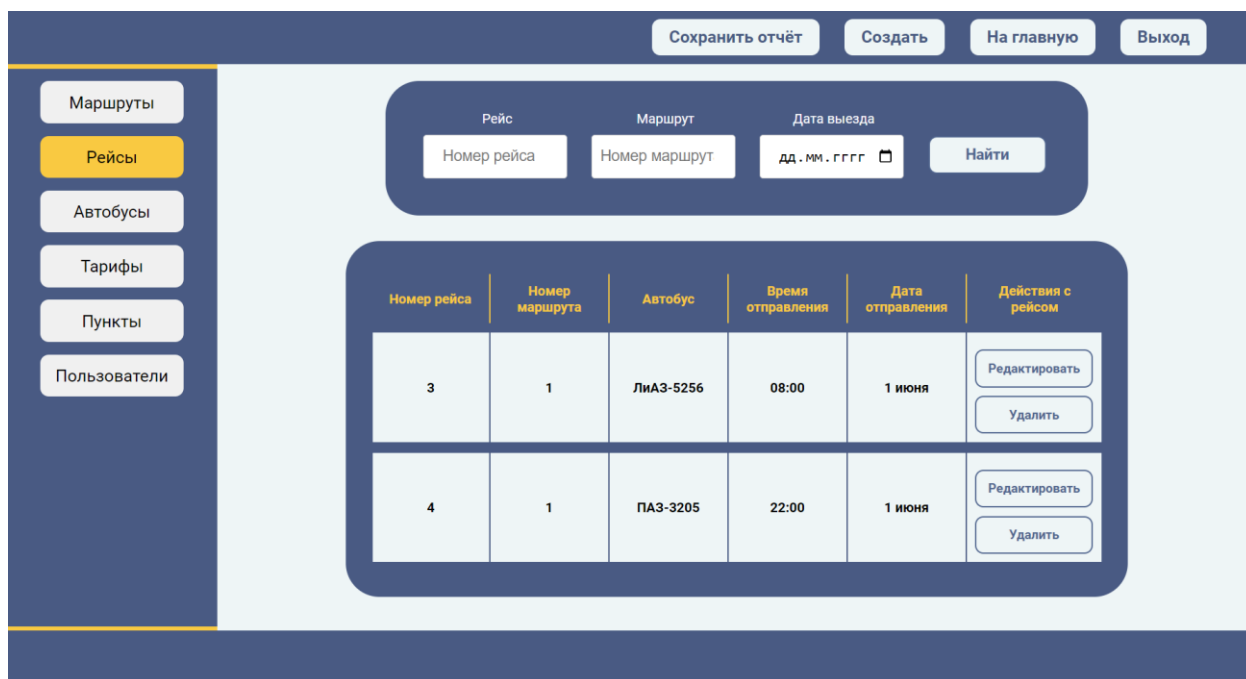 Сохранить отчёт
Создать
На главную
Выход
Маршруты
Рейсы
Автобусы
Тарифы
Пункты
Пользователи
Рейс
Маршрут
Дата выезда
Номер рейса
Номер маршрут
дд.мм.гггг
Найти
Номер рейса
Номер
маршрута
Автобус
Время
отправления
Дата
отправления
Действия с
рейсом
3
1
ЛиАЗ-5256
08:00
1 июня
Редактировать
Удалить
4
1
ПАЗ-3205
22:00
1 июня
Редактировать
Удалить